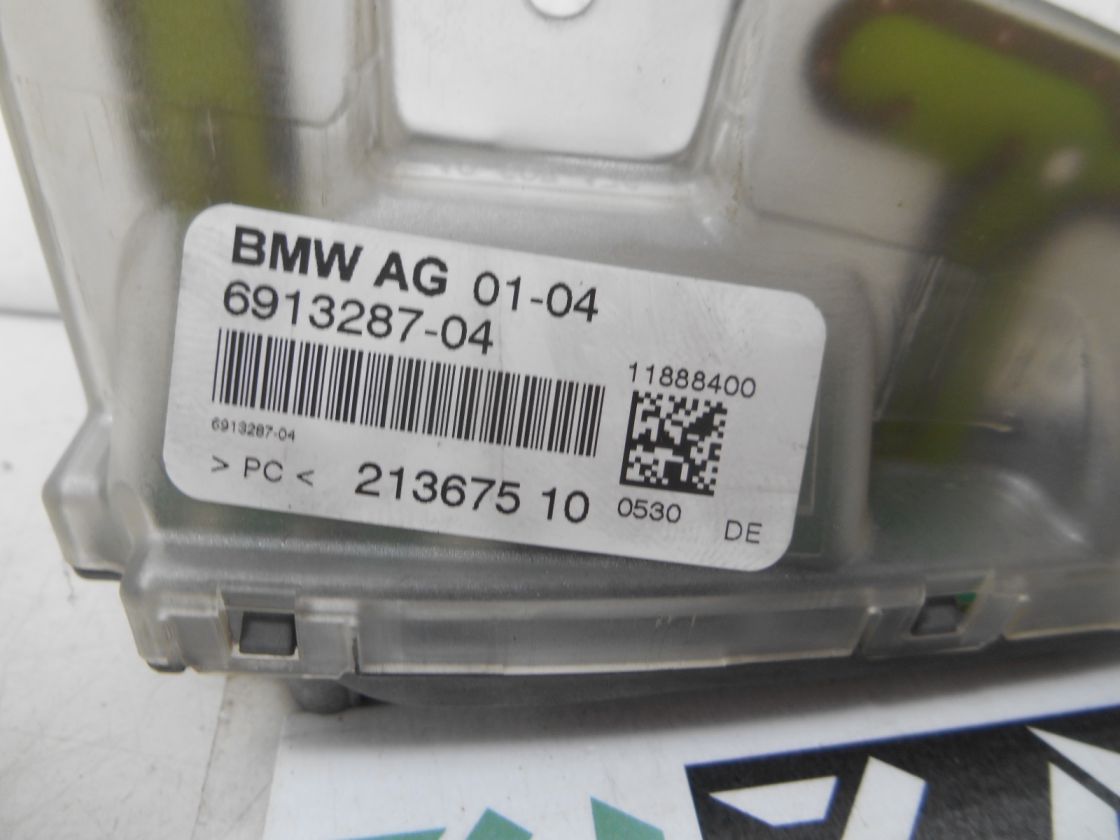 BMW AG 01-04
6913287-04
11888400
6913287-04
> PC < 213675 10
0530 DE